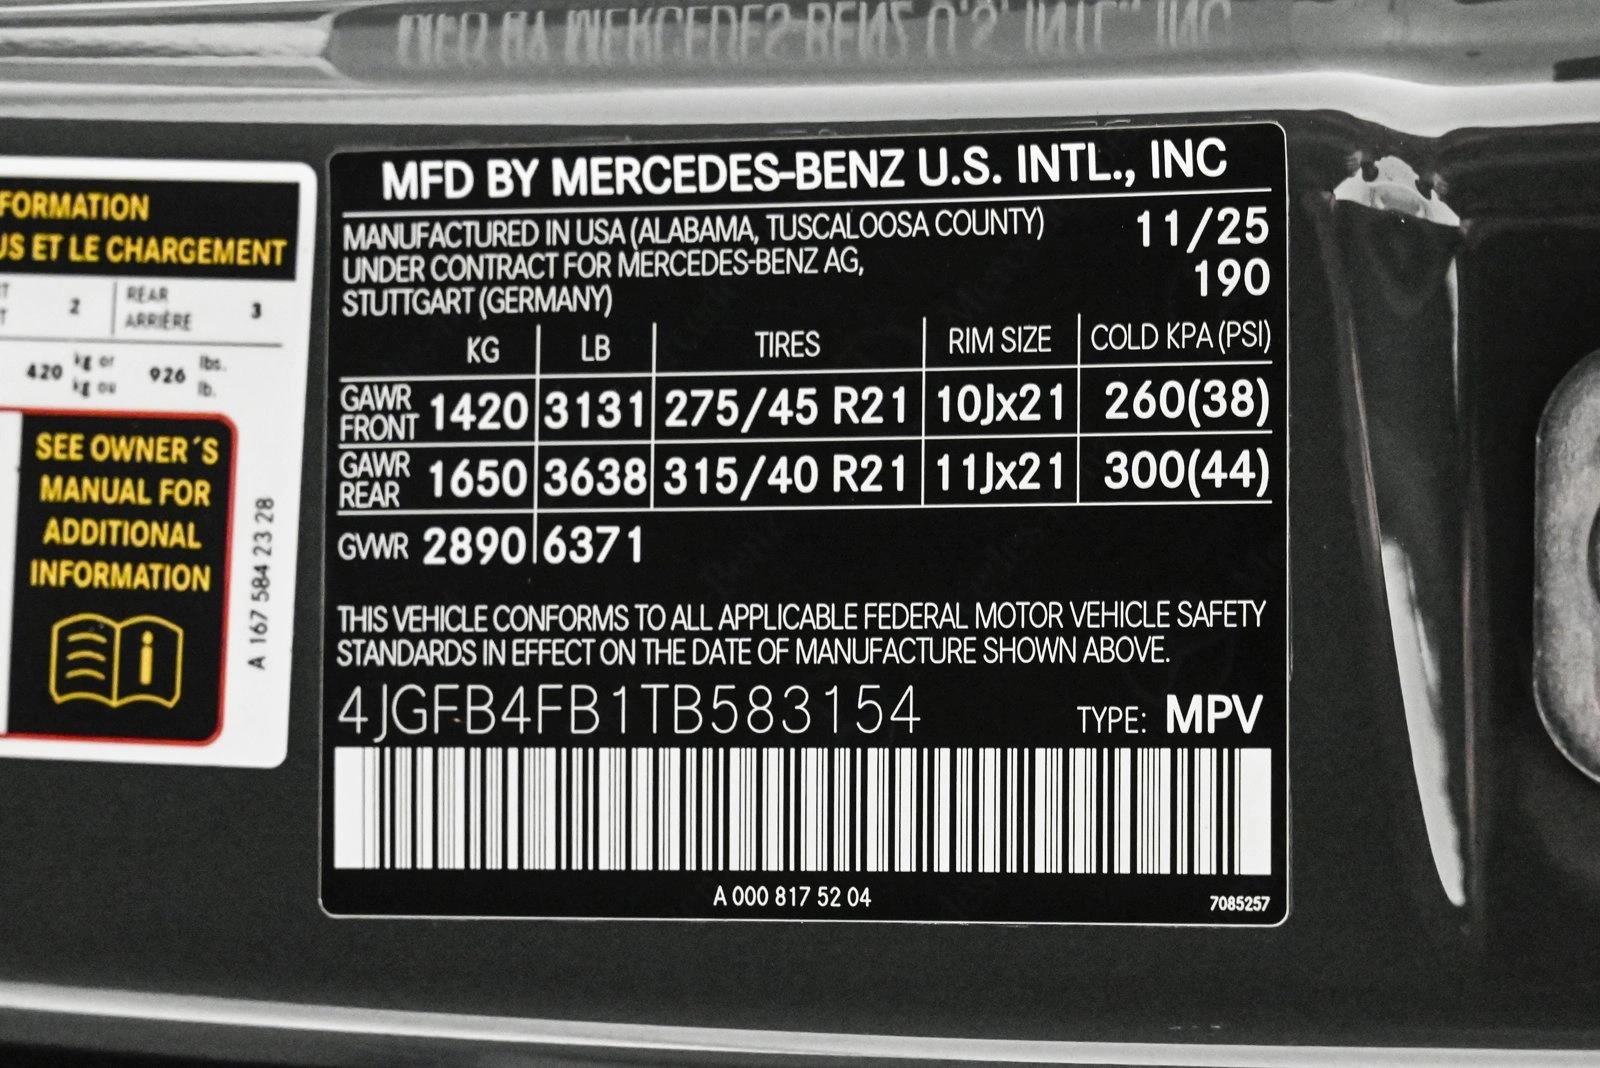 MFD BY MERCEDES-BENZ U.S. INTL., INC
MANUFACTURED IN USA (ALABAMA, TUSCALOOSA COUNTY) 11/25
UNDER CONTRACT FOR MERCEDES-BENZ AG, 190
STUTTGART (GERMANY)
KG LB TIRES RIM SIZE COLD KPA (PSI)
GAWR FRONT 1420 3131 275/45 R21 10Jx21 260(38)
GAWR REAR 1650 3638 315/40 R21 11Jx21 300(44)
GVWR 2890 6371
THIS VEHICLE CONFORMS TO ALL APPLICABLE FEDERAL MOTOR VEHICLE SAFETY
STANDARDS IN EFFECT ON THE DATE OF MANUFACTURE SHOWN ABOVE.
4JGFB4FB1TB583154 TYPE: MPV
A 000 817 52 04 7085257
FORMATION
US ET LE CHARGEMENT
2 REAR 3
ARRIÈRE
420 kg or 926 lbs.
kg ou lb.
SEE OWNER´S
MANUAL FOR
ADDITIONAL
INFORMATION
A 167 584 23 28